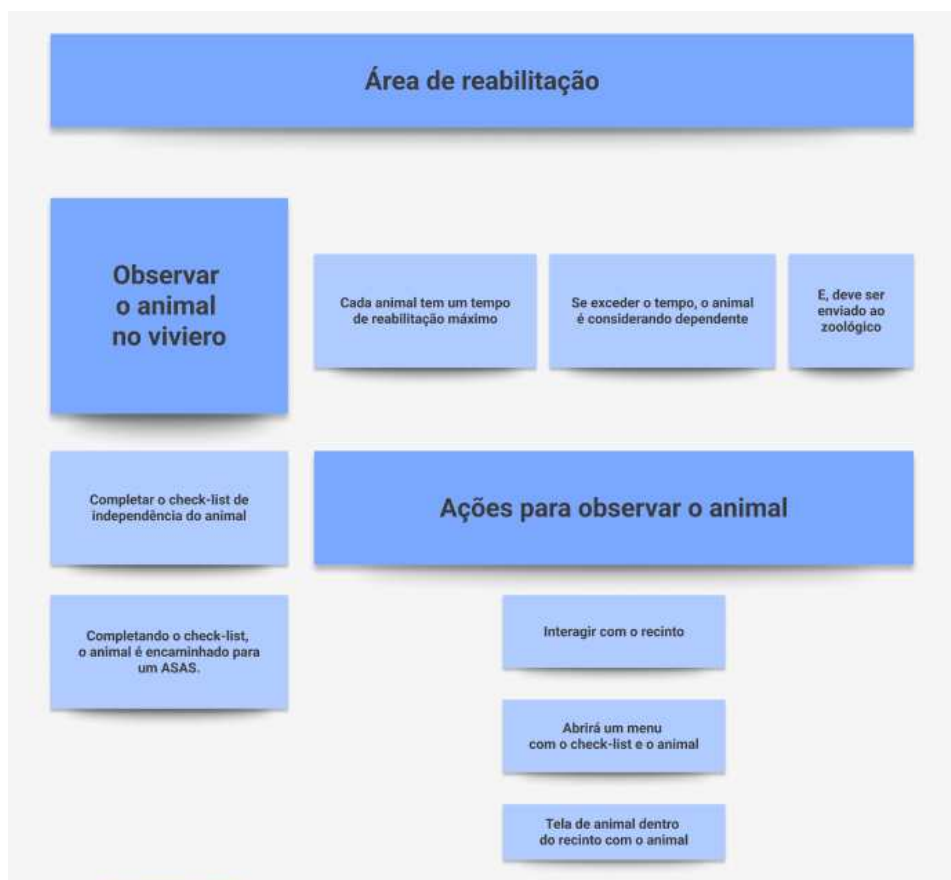 Área de reabilitação
Observar
o animal
no viviero
Cada animal tem um tempo
de reabilitação máximo
Se exceder o tempo, o animal
é considerando dependente
E, deve ser
enviado ao
zoológico
Completar o check-list de
independência do animal
Completando o check-list,
o animal é encaminhado para
um ASAS.
Ações para observar o animal
Interagir com o recinto
Abrirá um menu
com o check-list e o animal
Tela de animal dentro
do recinto com o animal